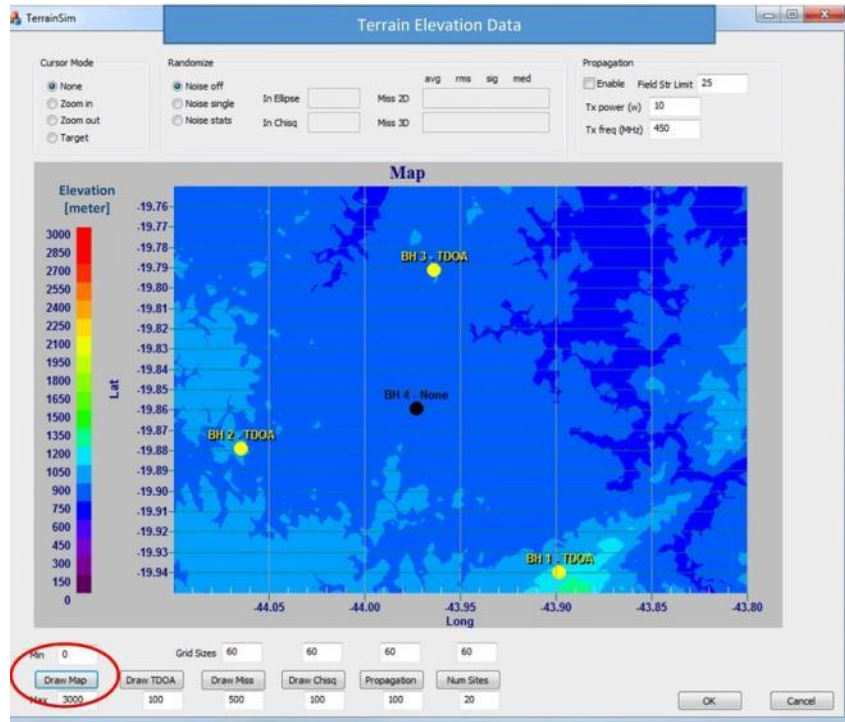 TerrainSim
Terrain Elevation Data
Cursor Mode
None
Zoom in
Zoom out
Target
Randomize
Noise off
Noise single
Noise stats
In Ellipse
In Chisq
avg rms sig med
Miss 2D
Miss 3D
Propagation
Enable Field Str Limit 25
Tx power (w) 10
Tx freq (MHz) 450
Map
Elevation
[meter]
3000
2850
2700
2550
2400
2250
2100
1950
1800
1650
1500
1350
1200
1050
900
750
600
450
300
150
0
Lat
-19.76
-19.77
-19.78
-19.79
-19.80
-19.81
-19.82
-19.83
-19.84
-19.85
-19.86
-19.87
-19.88
-19.89
-19.90
-19.91
-19.92
-19.93
-19.94
BH 3 - TDOA
BH 4 - None
BH 2 - TDOA
BH 1 - TDOA
-44.05 -44.00 -43.95 -43.90 -43.85 -43.80
Long
Min 0 Grid Sizes 60 60 60 60
Draw Map Draw TDOA Draw Miss Draw Chisq Propagation Num Sites
Max 3000 100 500 100 100 20
OK Cancel